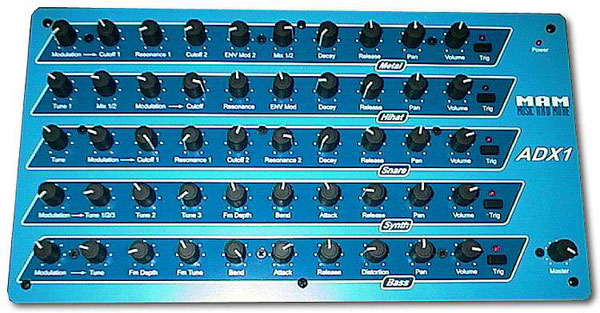 Modulation Cutoff 1 Resonance 1 Cutoff 2 ENV Mod 2 Mix 1/2 Decay Release Pan Volume Trig
Power
Metal
Tune 1 Mix 1/2 Modulation Cutoff Resonance ENV Mod Decay Release Pan Volume Trig
Hihat
MAM
MUSIC AND MORE
Tune Modulation Cutoff 1 Resonance 1 Cutoff 2 Resonance 2 Decay Release Pan Volume Trig
ADX1
Snare
Modulation Tune 1/2/3 Tune 2 Tune 3 Fm Depth Bend Attack Release Pan Volume Trig
Synth
Modulation Tune Fm Depth Fm Tune Bend Attack Release Distortion Pan Volume Trig
Master
Bass